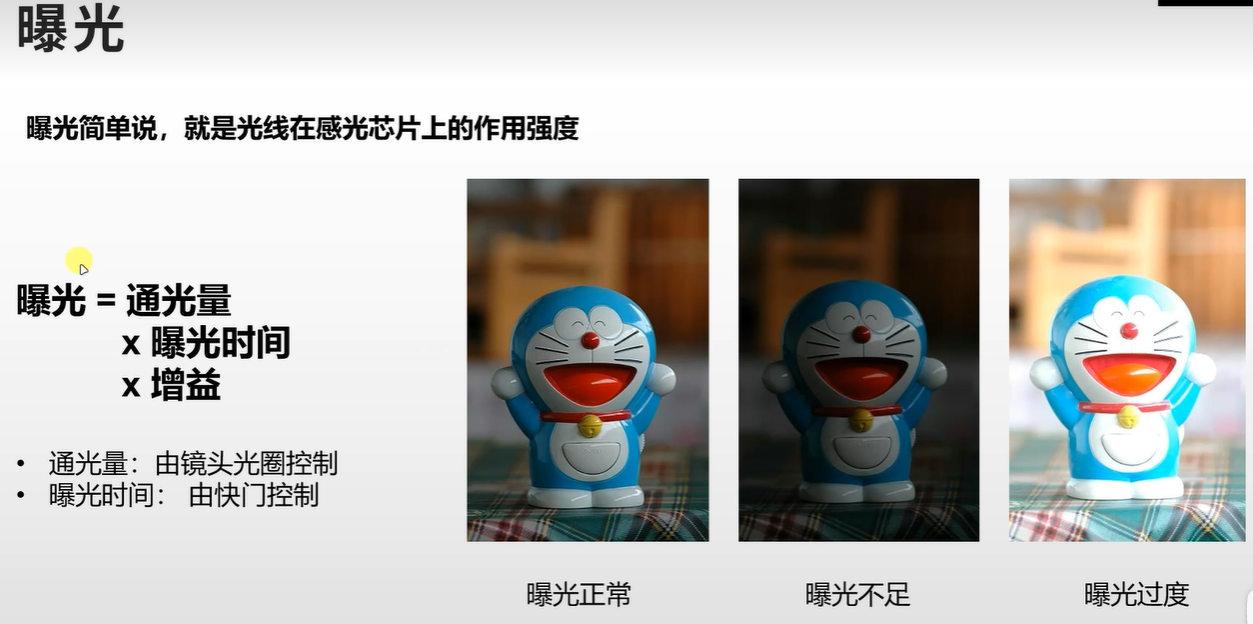 曝光
曝光简单说，就是光线在感光芯片上的作用强度
曝光 = 通光量
x 曝光时间
x 增益
• 通光量：由镜头光圈控制
• 曝光时间： 由快门控制
曝光正常
曝光不足
曝光过度